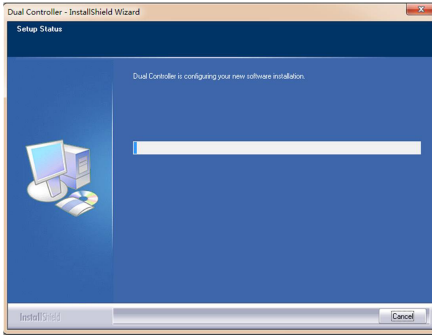 Dual Controller - InstallShield Wizard
Setup Status
Dual Controller is configuring your new software installation.
InstallShield
Cancel